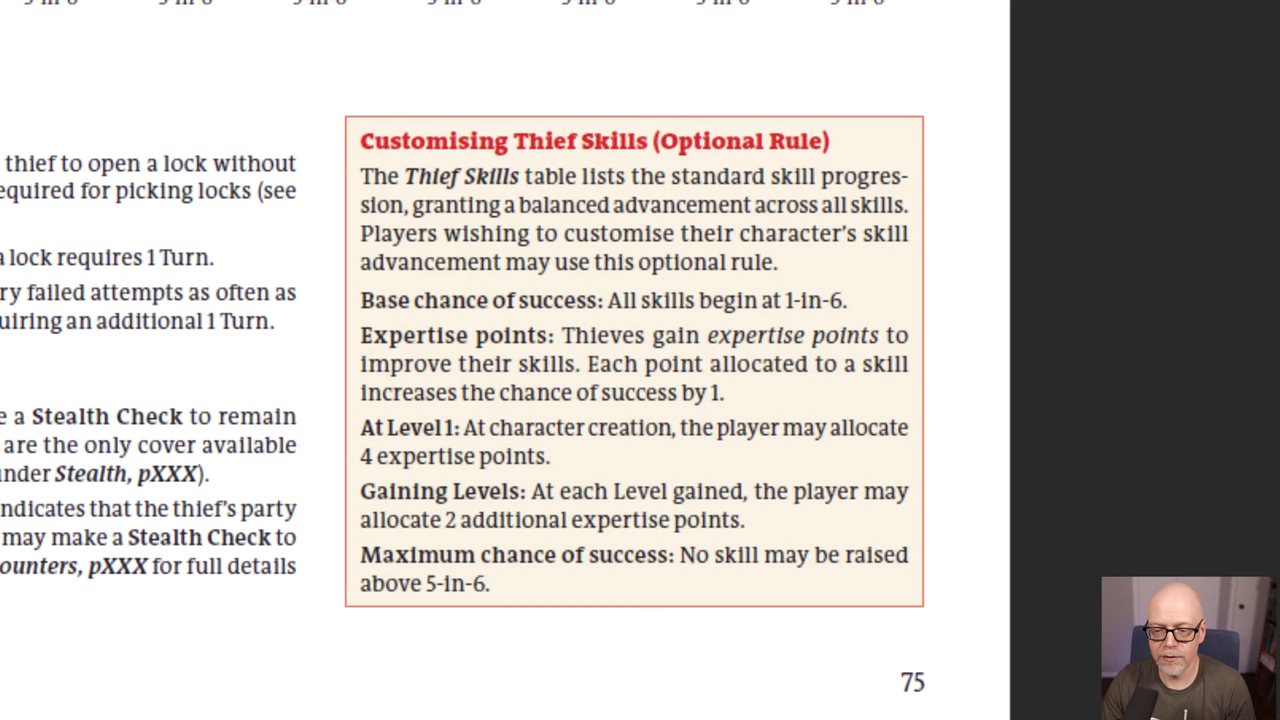 thief to open a lock without
equired for picking locks (see
a lock requires 1 Turn.
ry failed attempts as often as
uiring an additional 1 Turn.
e a Stealth Check to remain
are the only cover available
under Stealth, pXXX).
ndicates that the thief's party
may make a Stealth Check to
ounters, pXXX for full details
Customising Thief Skills (Optional Rule)
The Thief Skills table lists the standard skill progres-
sion, granting a balanced advancement across all skills.
Players wishing to customise their character's skill
advancement may use this optional rule.
Base chance of success: All skills begin at 1-in-6.
Expertise points: Thieves gain expertise points to
improve their skills. Each point allocated to a skill
increases the chance of success by 1.
At Level 1: At character creation, the player may allocate
4 expertise points.
Gaining Levels: At each Level gained, the player may
allocate 2 additional expertise points.
Maximum chance of success: No skill may be raised
above 5-in-6.
75